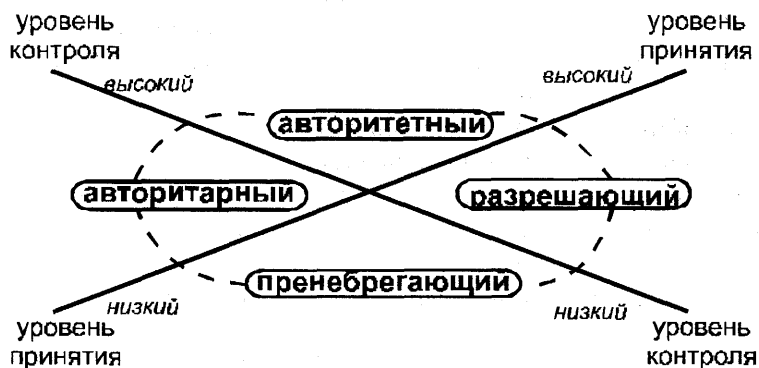 уровень
контроля
уровень
принятия
высокий
высокий
авторитетный
авторитарный
разрешающий
пренебрегающий
низкий
низкий
уровень
принятия
уровень
контроля